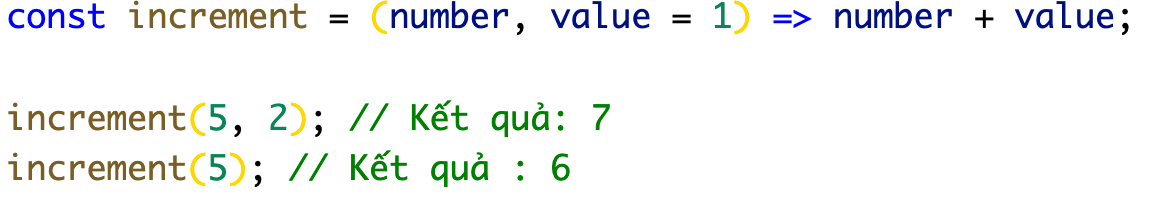 const increment = (number, value = 1) => number + value;
increment(5, 2); // Kết quả: 7
increment(5); // Kết quả : 6